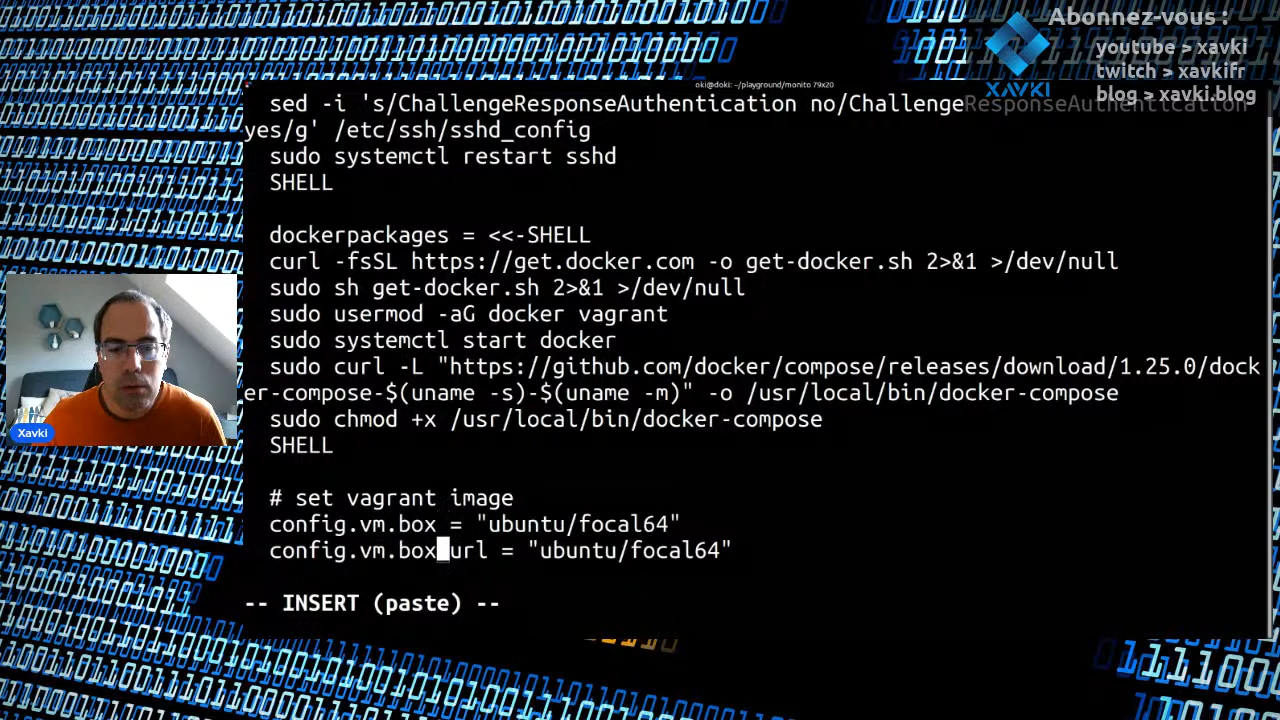 Abonnez-vous :
youtube > xavki
twitch > xavkifr
blog > xavki.blog
XAVKI
oki@doki: ~/playground/monito 79x20
sed -i 's/ChallengeResponseAuthentication no/ChallengeResponseAuthentication
yes/g' /etc/ssh/sshd_config
sudo systemctl restart sshd
SHELL
dockerpackages = <<-SHELL
curl -fsSL https://get.docker.com -o get-docker.sh 2>&1 >/dev/null
sudo sh get-docker.sh 2>&1 >/dev/null
sudo usermod -aG docker vagrant
sudo systemctl start docker
sudo curl -L "https://github.com/docker/compose/releases/download/1.25.0/dock
er-compose-$(uname -s)-$(uname -m)" -o /usr/local/bin/docker-compose
sudo chmod +x /usr/local/bin/docker-compose
SHELL
# set vagrant image
config.vm.box = "ubuntu/focal64"
config.vm.box url = "ubuntu/focal64"
-- INSERT (paste) --
Xavki